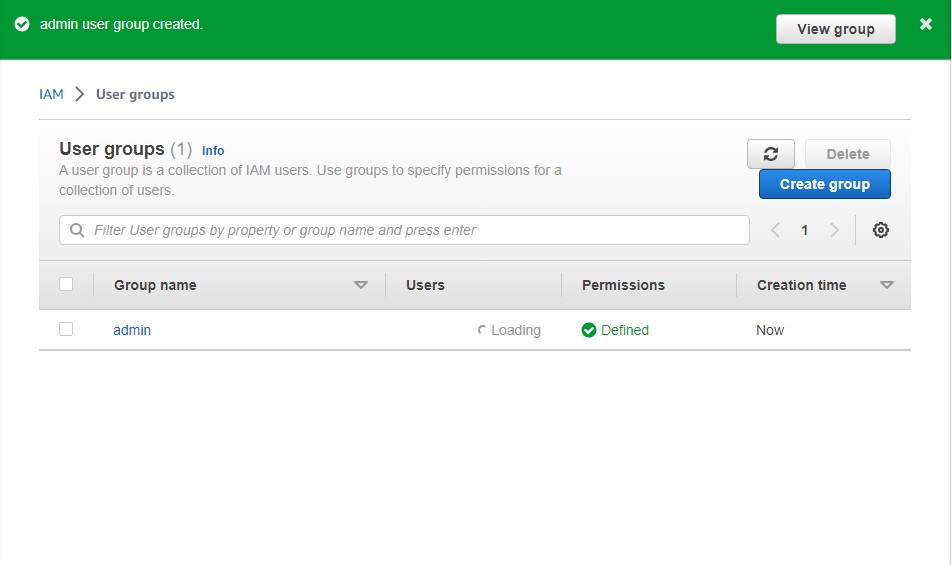 admin user group created.
View group
IAM
User groups
User groups (1) Info
A user group is a collection of IAM users. Use groups to specify permissions for a
collection of users.
Delete
Create group
Filter User groups by property or group name and press enter
1
Group name Users Permissions Creation time
admin Loading Defined Now